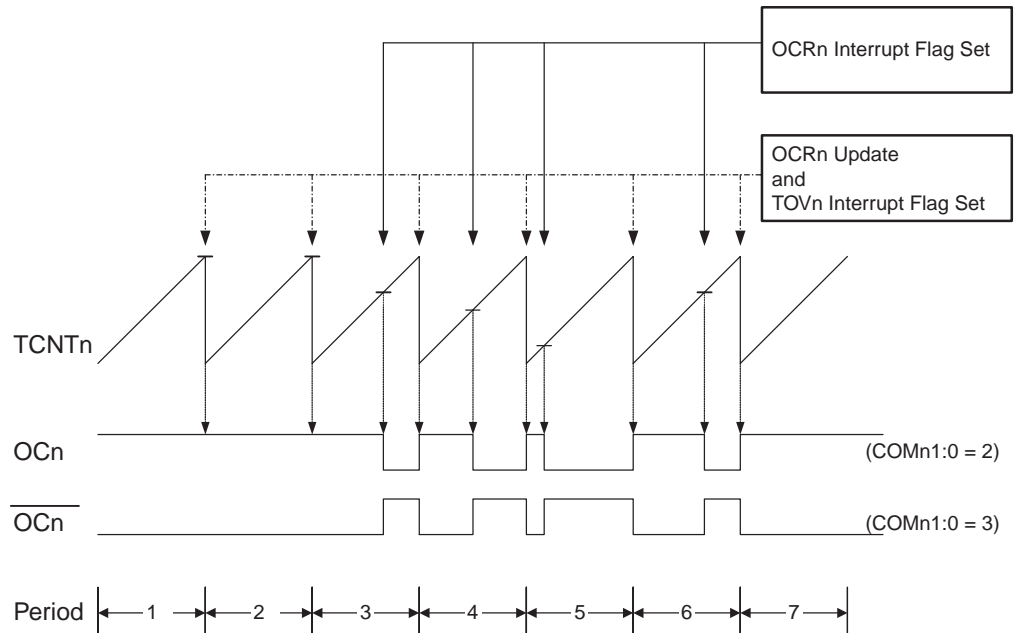 OCRn Interrupt Flag Set
OCRn Update
and
TOVn Interrupt Flag Set
TCNTn
OCn
(COMn1:0 = 2)
OCn
(COMn1:0 = 3)
Period 1 2 3 4 5 6 7